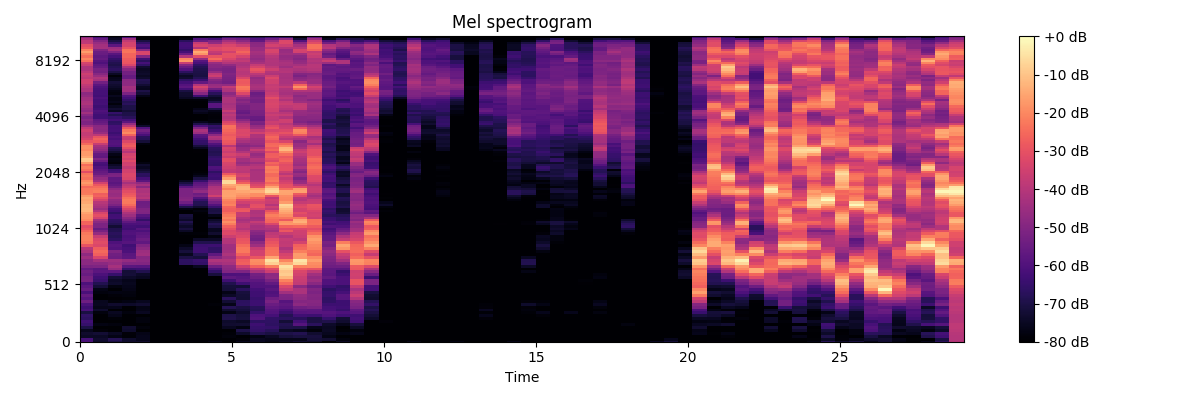 Mel spectrogram
Hz
8192
4096
2048
1024
512
0
0 5 10 15 20 25
Time
+0 dB
-10 dB
-20 dB
-30 dB
-40 dB
-50 dB
-60 dB
-70 dB
-80 dB